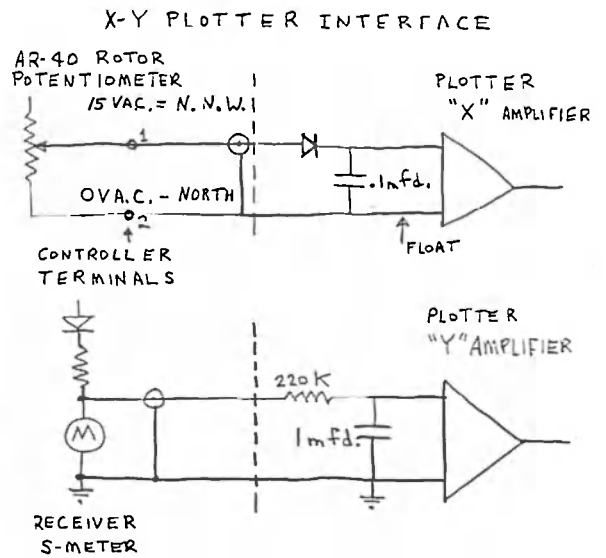 X-Y PLOTTER INTERFACE
AR-40 ROTOR
POTENTIOMETER
15 VAC. = N.N.W.
1
PLOTTER
"X" AMPLIFIER
.1mfd.
0VA.C. - NORTH
2
FLOAT
CONTROLLER
TERMINALS
PLOTTER
"Y" AMPLIFIER
220K
1mfd.
M
RECEIVER
S-METER